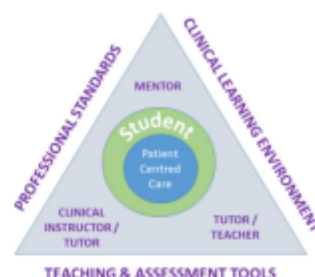 PROFESSIONAL STANDARDS
CLINICAL LEARNING ENVIRONMENT
MENTOR
Student
Patient
Centred
Care
CLINICAL
INSTRUCTOR /
TUTOR
TUTOR /
TEACHER
TEACHING & ASSESSMENT TOOLS